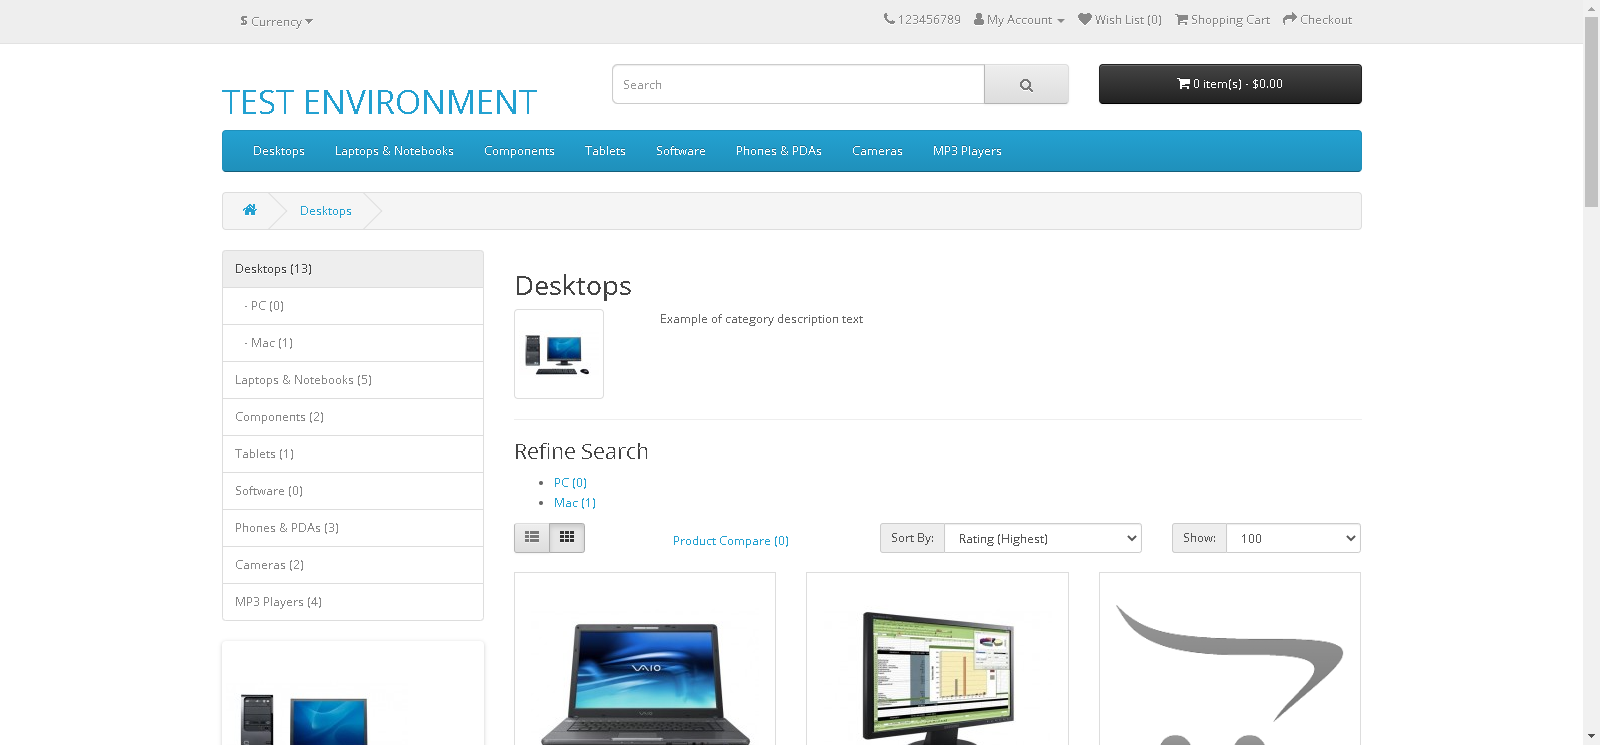 $ Currency
123456789 My Account Wish List (0) Shopping Cart Checkout
TEST ENVIRONMENT
Search
0 item(s) - $0.00
Desktops Laptops & Notebooks Components Tablets Software Phones & PDAs Cameras MP3 Players
Desktops
Desktops (13)
- PC (0)
- Mac (1)
Laptops & Notebooks (5)
Components (2)
Tablets (1)
Software (0)
Phones & PDAs (3)
Cameras (2)
MP3 Players (4)
Desktops
Example of category description text
Refine Search
PC (0)
Mac (1)
Product Compare (0)
Sort By: Rating (Highest)
Show: 100
VAIO